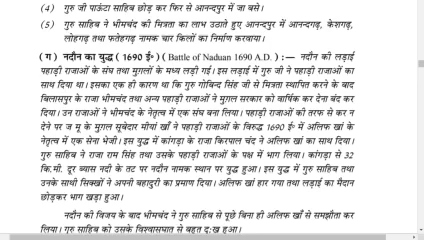 (4) गुरु जी पाऊंटा साहिब छोड़ कर फिर से आनन्दपुर में जा बसे।
(5) गुरु साहिब ने भीमचंद की मित्रता का लाभ उठाते हुए आनन्दपुर में आनन्दगढ़, केशगढ़,
लोहगढ़ तथा फतेहगढ़ नामक चार किलों का निर्माण करवाया।
(ग) नदौन का युद्ध (1690 ई॰) (Battle of Naduan 1690 A.D.) :— नदौन की लड़ाई
पहाड़ी राजाओं के संघ तथा मुगलों के मध्य लड़ी गई। इस लड़ाई में गुरु जी ने पहाड़ी राजाओं का
साथ दिया था। इसका एक ही कारण था कि गुरु गोबिन्द सिंह जी से मित्रता स्थापित करने के बाद
बिलासपुर के राजा भीमचंद तथा अन्य पहाड़ी राजाओं ने मुगल सरकार को वार्षिक कर देना बंद कर
दिया। उन राजाओं ने भीमचंद के नेतृत्व में एक संघ बना लिया। पहाड़ी राजाओं की तरफ से कर न
देने पर ज मू के मुगल सूबेदार मीयां खाँ ने पहाड़ी राजाओं के विरुद्ध 1690 ई॰ में अलिफ खां के
नेतृत्व में एक सेना भेजी। इस युद्ध में कांगड़ा के राजा किरपाल चंद ने अलिफ खां का साथ दिया।
गुरु साहिब ने राजा राम सिंह तथा उसके पहाड़ी राजाओं के पक्ष में भाग लिया। कांगड़ा से 32
कि.मी. दूर ब्यास नदी के तट पर नदौन नामक स्थान पर युद्ध हुआ। इस युद्ध में गुरु साहिब तथा
उनके साथी सिक्खों ने अपनी बहादुरी का प्रमाण दिया। अलिफ खां हार गया तथा लड़ाई का मैदान
छोड़कर भाग खड़ा हुआ।
नदौन की विजय के बाद भीमचंद ने गुरु साहिब से पूछे बिना ही अलिफ खाँ से समझौता कर
लिया। गुरु साहिब को उसके विश्वासघात से बहुत दु:ख हुआ।